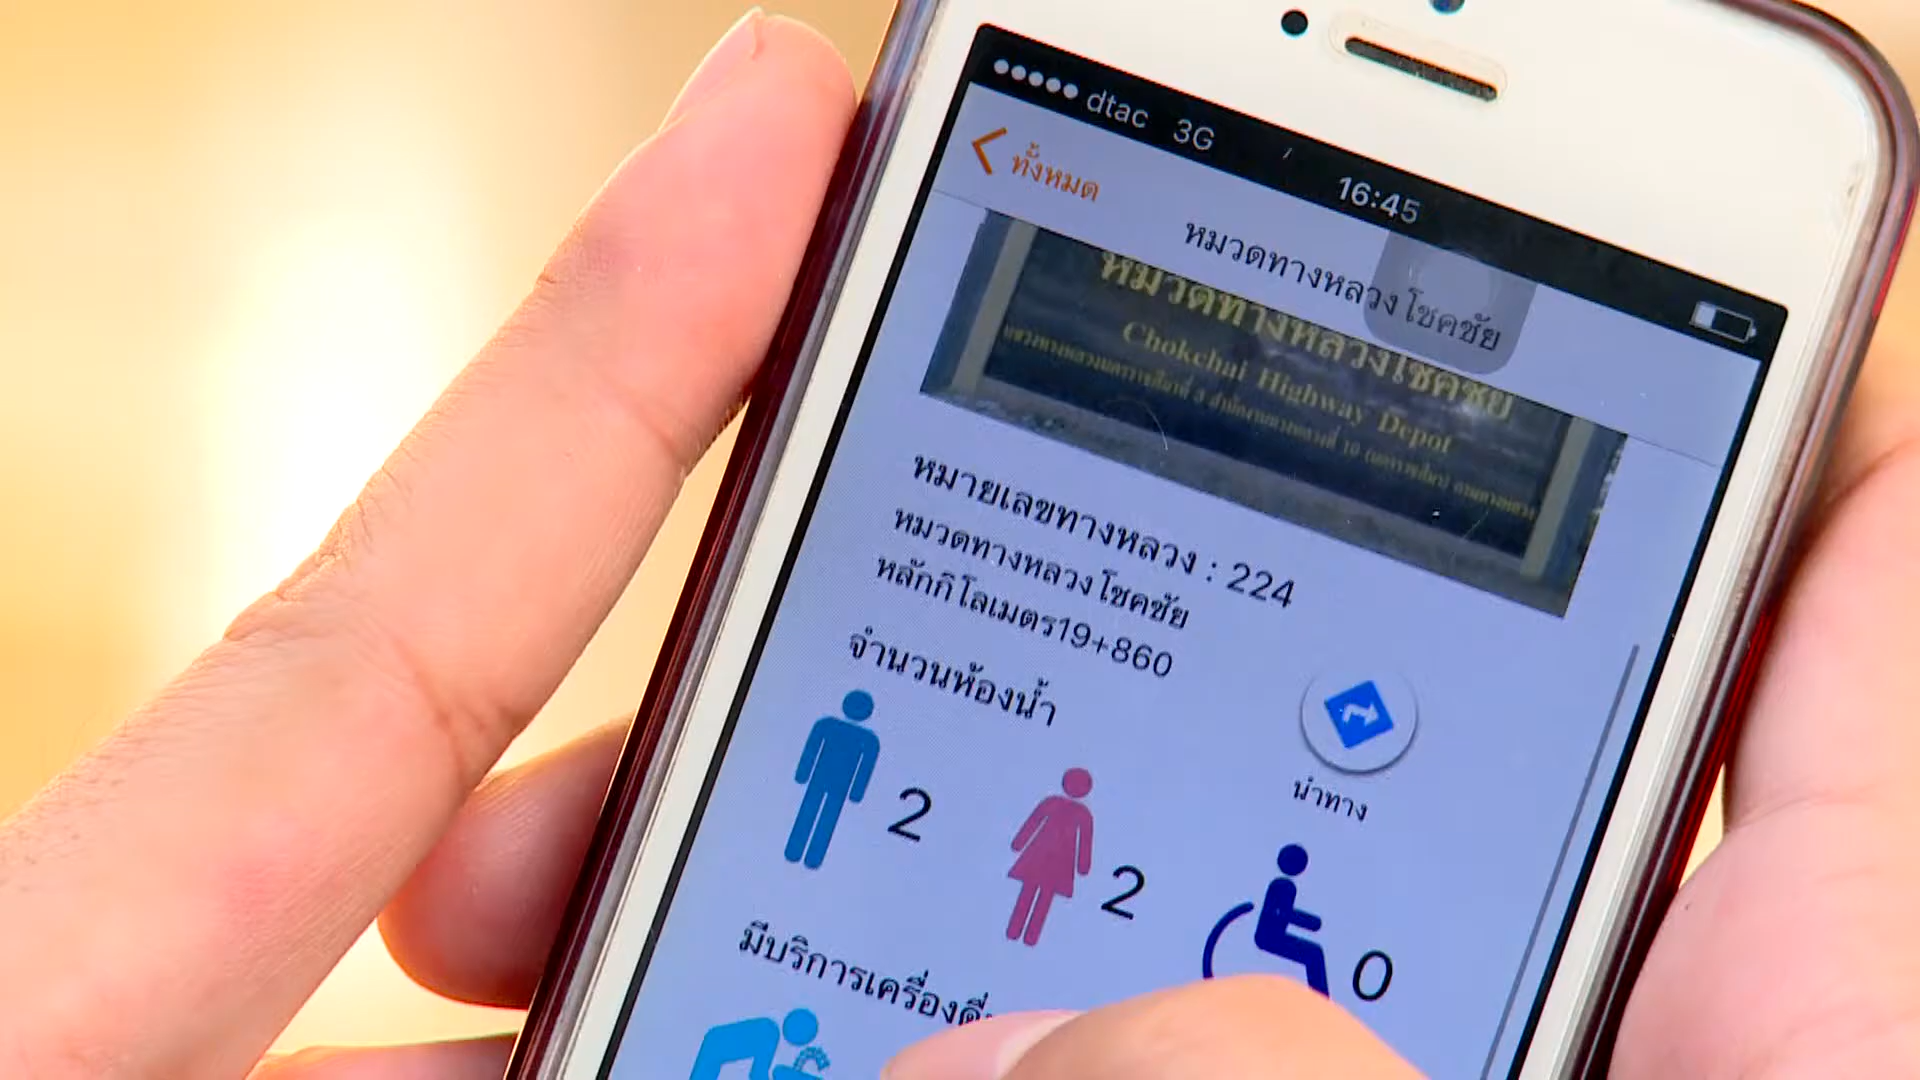 dtac 3G 16:45
ทั้งหมด
หมวดทางหลวงโชคชัย
หมวดทางหลวงโชคชัย
Chokchai Highway Depot
หมายเลขทางหลวง : 224
หมวดทางหลวงโชคชัย
หลักกิโลเมตร19+860
จำนวนห้องน้ำ
นำทาง
2
2
0
มีบริการเครื่องดื่